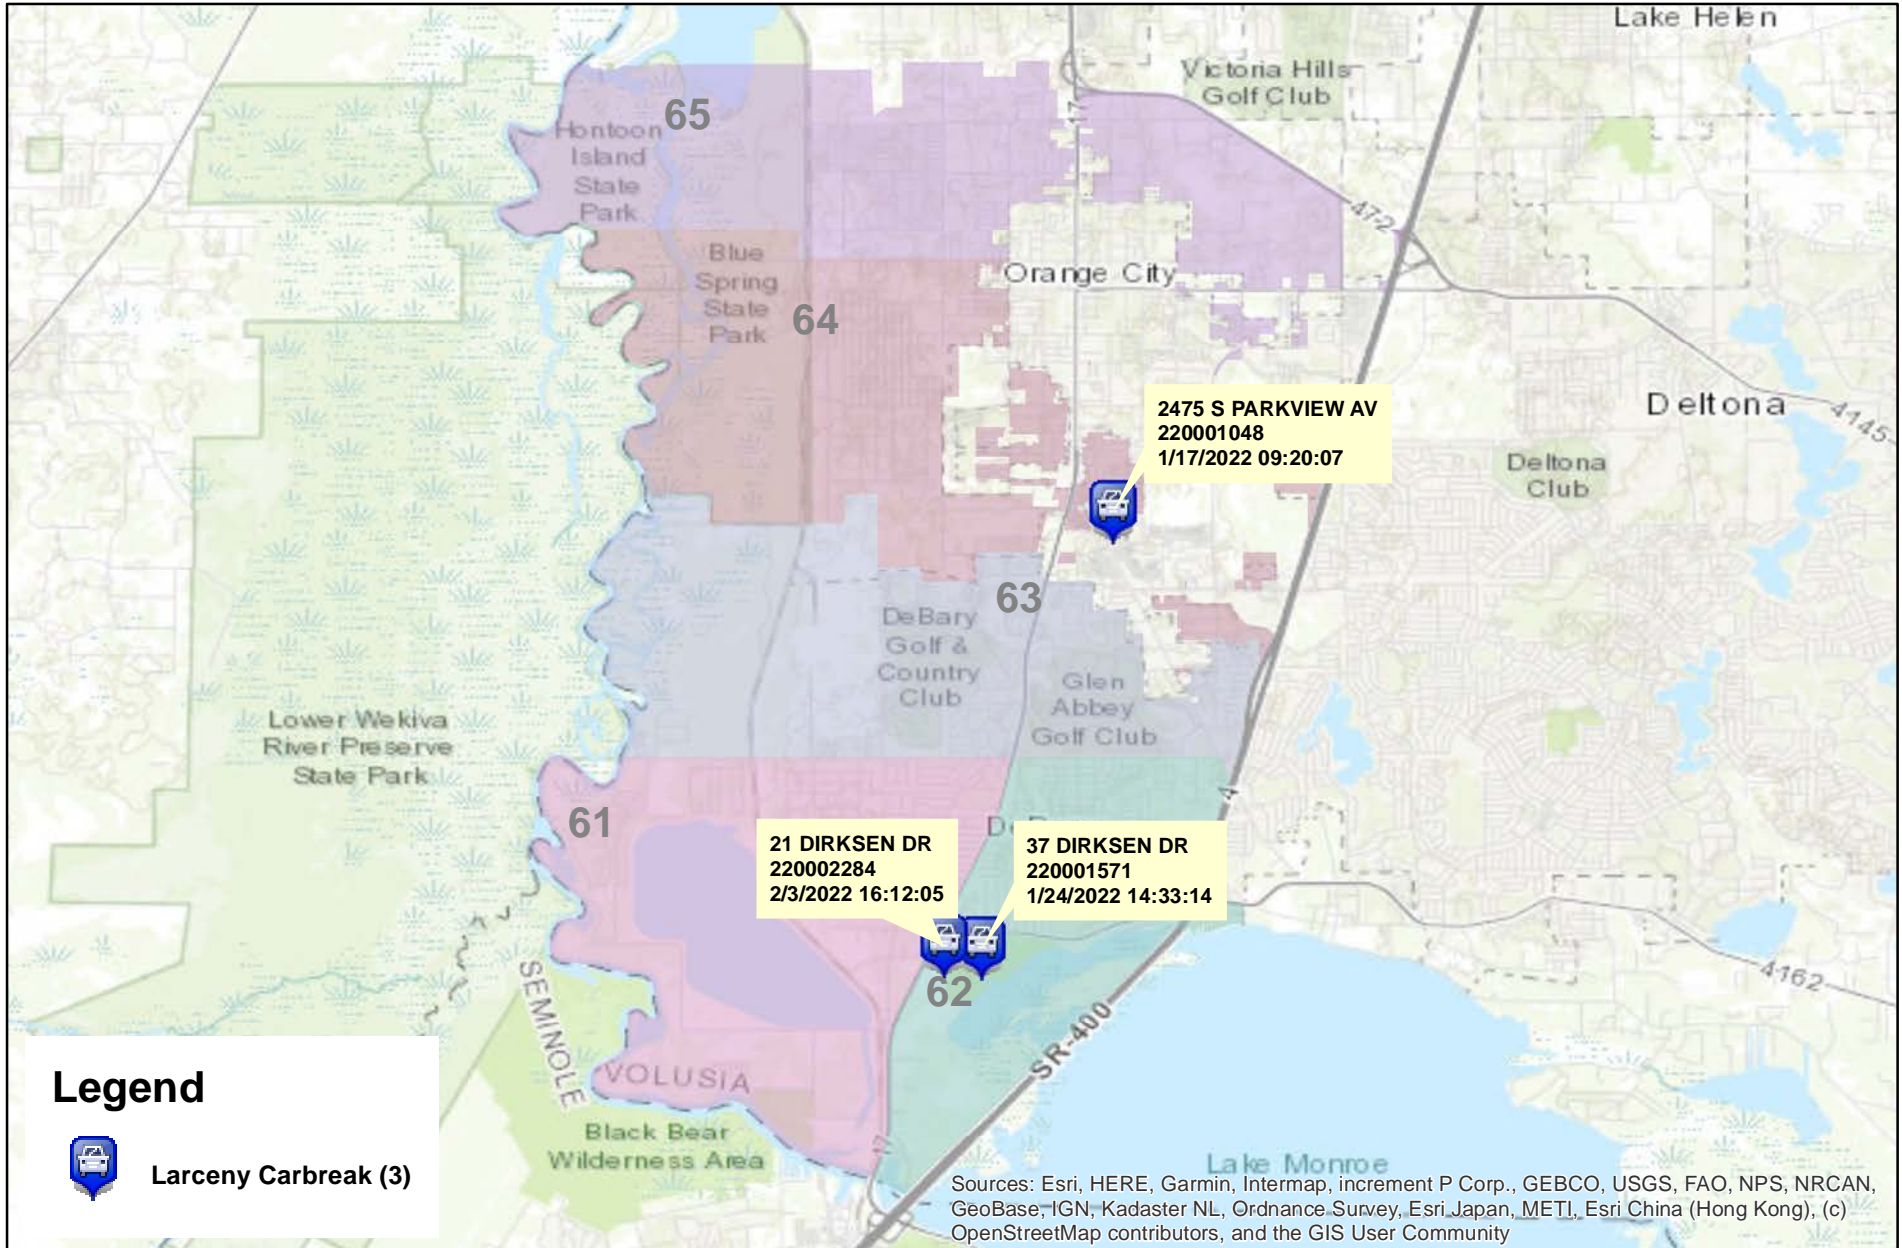 Lake Helen
Victoria Hills
Golf Club
17
65
Hontoon
Island
State
Park
472
Blue
Spring
State
Park
Orange City
64
2475 S PARKVIEW AV
220001048
1/17/2022 09:20:07
Deltona
4145
Deltona
Club
63
DeBary
Golf &
Country
Club
Glen
Abbey
Golf Club
Lower Wekiva
River Preserve
State Park
4
61
21 DIRKSEN DR
220002284
2/3/2022 16:12:05
37 DIRKSEN DR
220001571
1/24/2022 14:33:14
62
4162
SEMINOLE
VOLUSIA
SR-400
Black Bear
Wilderness Area
17
Lake Monroe
Legend
Larceny Carbreak (3)
Sources: Esri, HERE, Garmin, Intermap, increment P Corp., GEBCO, USGS, FAO, NPS, NRCAN,
GeoBase, IGN, Kadaster NL, Ordnance Survey, Esri Japan, METI, Esri China (Hong Kong), (c)
OpenStreetMap contributors, and the GIS User Community